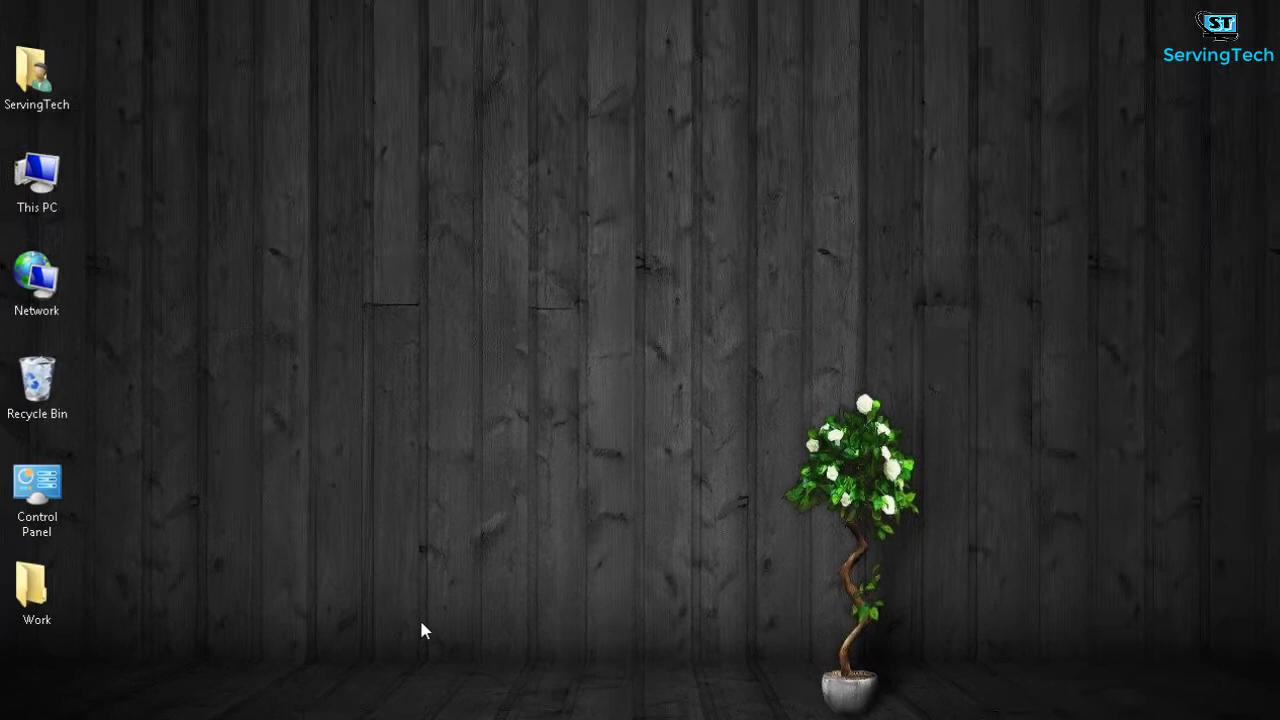 ST
ServingTech
ServingTech
This PC
Network
Recycle Bin
Control
Panel
Work